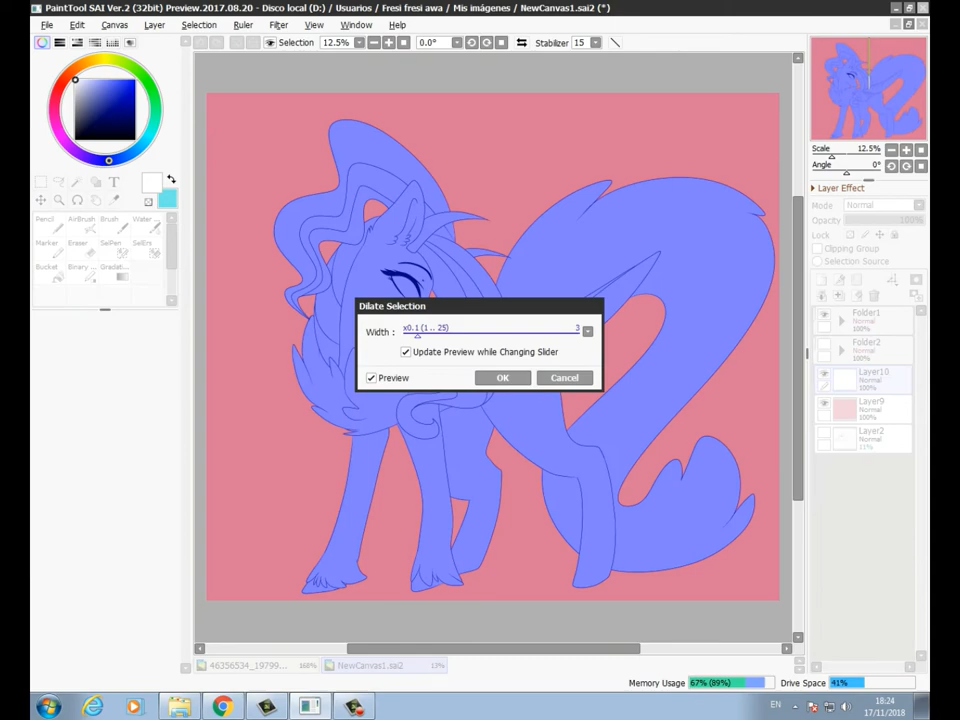 PaintTool SAI Ver.2 (32bit) Preview.2017.08.20 - Disco local (D:) / Usuarios / Fresi fresi awa / Mis imágenes / NewCanvas1.sai2 (*)
File Edit Canvas Layer Selection Ruler Filter View Window Help
Selection 12.5% 0.0° Stabilizer 15
Scale 12.5%
Angle 0°
Layer Effect
Mode Normal
Opacity 100%
Lock
Clipping Group
Selection Source
T
Pencil AirBrush Brush Water ...
Marker Eraser SelPen SelErs
Bucket Binary ... Gradat...
Dilate Selection
Width : x0.1 (1 .. 25) 3
Update Preview while Changing Slider
Preview OK Cancel
Folder1
Normal
100%
Folder2
Normal
100%
Layer10
Normal
100%
Layer9
Normal
100%
Layer2
Normal
11%
46356534_19799... 168% NewCanvas1.sai2 13%
Memory Usage 67% (89%) Drive Space 41%
EN 18:24
17/11/2018